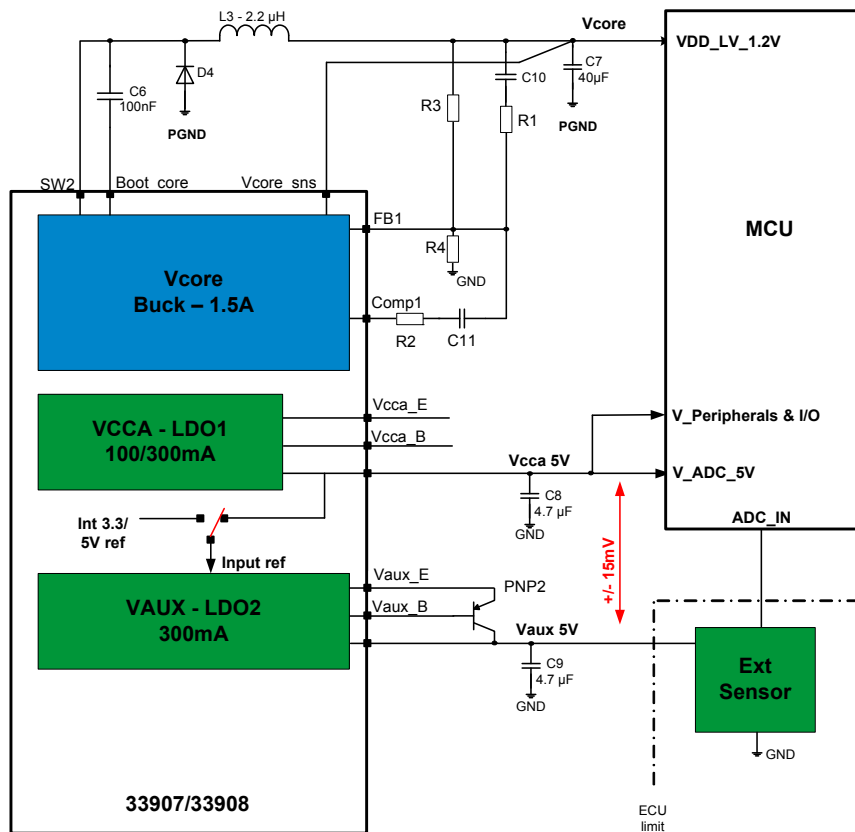 L3 - 2.2 µH
Vcore
VDD_LV_1.2V
D4
C6
100nF
C10
C7
40µF
R3
R1
PGND
PGND
SW2
Boot_core
Vcore_sns
MCU
FB1
Vcore
Buck – 1.5A
R4
GND
Comp1
R2
C11
VCCA - LDO1
100/300mA
Vcca_E
Vcca_B
V_Peripherals & I/O
Vcca 5V
V_ADC_5V
C8
4.7 µF
GND
Int 3.3/
5V ref
Input ref
ADC_IN
+/- 15mV
VAUX - LDO2
300mA
Vaux_E
Vaux_B
PNP2
Vaux 5V
C9
4.7 µF
GND
Ext
Sensor
GND
33907/33908
ECU
limit